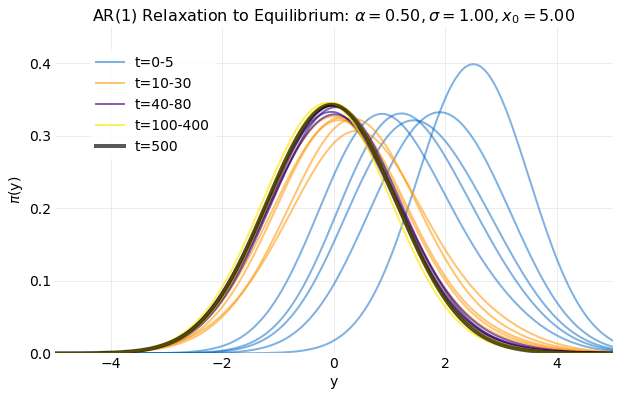 AR(1) Relaxation to Equilibrium: α = 0.50, σ = 1.00, x₀ = 5.00
t=0-5
t=10-30
t=40-80
t=100-400
t=500
π(y)
0.4
0.3
0.2
0.1
0.0
−4 −2 0 2 4
y